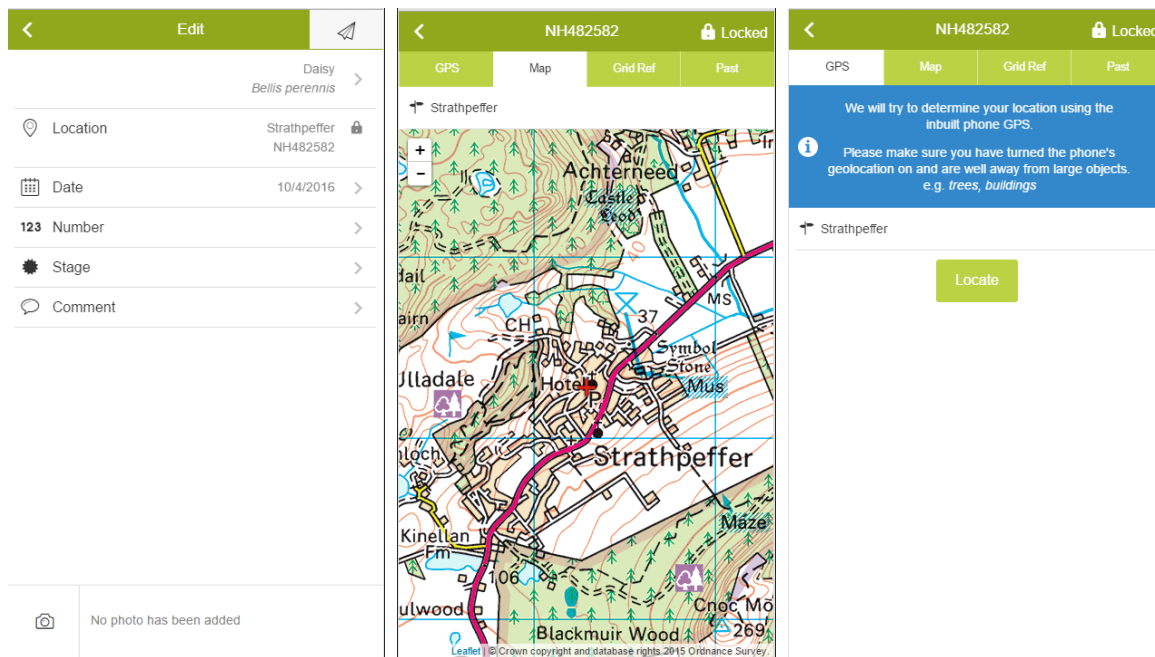 Edit
Daisy
Bellis perennis
Location
Strathpeffer
NH482582
Date
10/4/2016
123 Number
Stage
Comment
No photo has been added
NH482582
Locked
GPS
Map
Grid Ref
Past
Strathpeffer
+
−
Achterneed
Castle
Leod
40
MS
37
CH
Symbol
Stone
Ulladale
Hotel
Mus
P
Strathpeffer
Maze
Kinellan
Fm
106
ulwood
Cnoc Mo
269
Blackmuir Wood
Leaflet | © Crown copyright and database rights 2015 Ordnance Survey.
NH482582
Locked
GPS
Map
Grid Ref
Past
We will try to determine your location using the
inbuilt phone GPS.
Please make sure you have turned the phone's
geolocation on and are well away from large objects.
e.g. trees, buildings
Strathpeffer
Locate